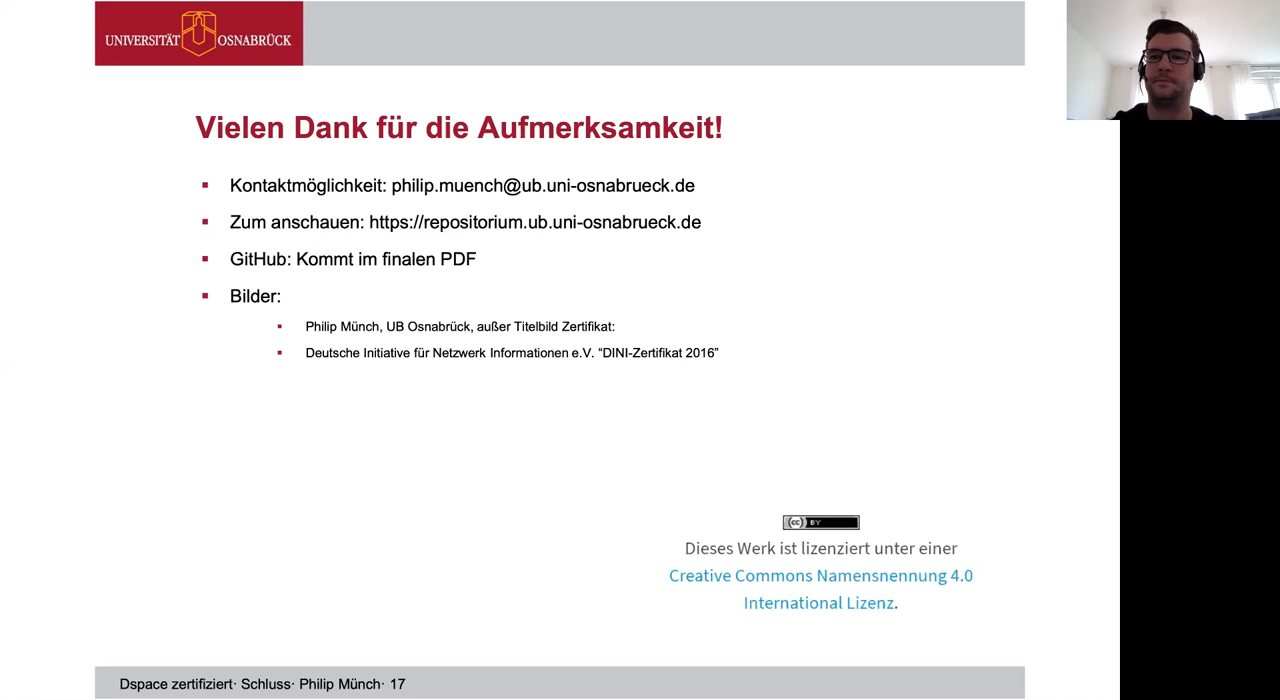 UNIVERSITÄT OSNABRÜCK
Vielen Dank für die Aufmerksamkeit!
Kontaktmöglichkeit: philip.muench@ub.uni-osnabrueck.de
Zum anschauen: https://repositorium.ub.uni-osnabrueck.de
GitHub: Kommt im finalen PDF
Bilder:
Philip Münch, UB Osnabrück, außer Titelbild Zertifikat:
Deutsche Initiative für Netzwerk Informationen e.V. “DINI-Zertifikat 2016”
cc BY
Dieses Werk ist lizenziert unter einer
Creative Commons Namensnennung 4.0
International Lizenz.
Dspace zertifiziert· Schluss· Philip Münch· 17